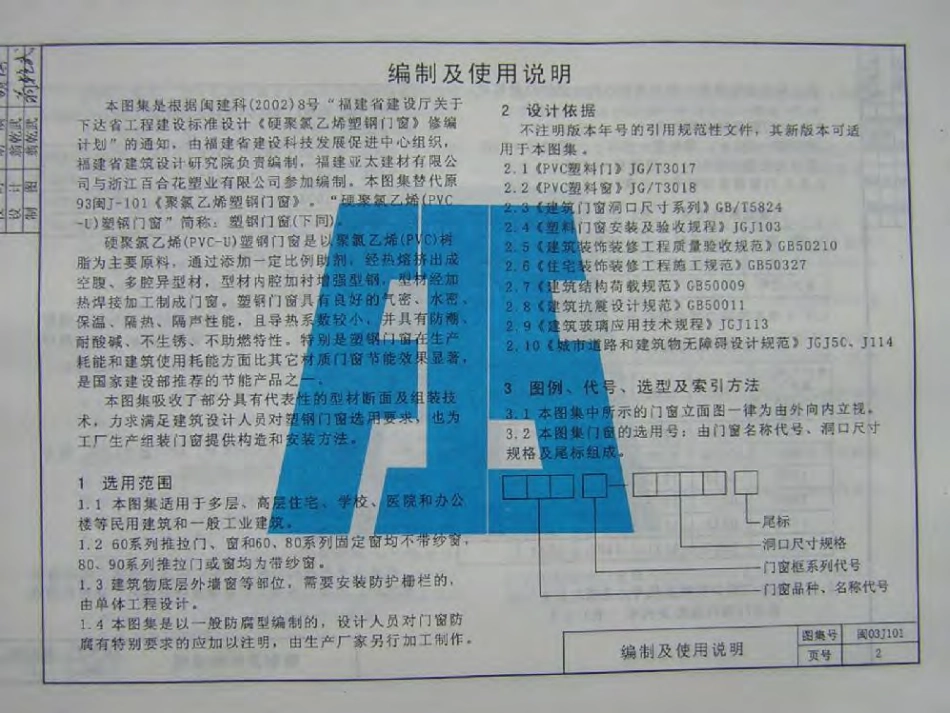 编制及使用说明
本图集是根据闽建科(2002)8号“福建省建设厅关于
下达省工程建设标准设计《硬聚氯乙烯塑钢门窗》修编
计划”的通知，由福建省建设科技发展促进中心组织，
福建省建筑设计研究院负责编制，福建亚太建材有限公
司与浙江百合花塑业有限公司参加编制。本图集替代原
93闽J-101《聚氯乙烯塑钢门窗》。“硬聚氯乙烯(PVC
-U)塑钢门窗”简称：塑钢门窗(下同)。
硬聚氯乙烯(PVC-U)塑钢门窗是以聚氯乙烯(PVC)树
脂为主要原料，通过添加一定比例助剂，经热熔挤出成
空腹、多腔异型材，型材内腔加衬增强型钢，型材经加
热焊接加工制成门窗。塑钢门窗具有良好的气密、水密、
保温、隔热、隔声性能，且导热系数较小，并具有防潮、
耐酸碱、不生锈、不助燃特性。特别是塑钢门窗在生产
耗能和建筑使用耗能方面比其它材质门窗节能效果显著，
是国家建设部推荐的节能产品之一。
本图集吸收了部分具有代表性的型材断面及组装技
术，力求满足建筑设计人员对塑钢门窗选用要求，也为
工厂生产组装门窗提供构造和安装方法。
1 选用范围
1.1 本图集适用于多层、高层住宅、学校、医院和办公
楼等民用建筑和一般工业建筑。
1.2 60系列推拉门、窗和60、80系列固定窗均不带纱窗，
80、90系列推拉门或窗均为带纱窗。
1.3 建筑物底层外墙窗等部位，需要安装防护栅栏的，
由单体工程设计。
1.4 本图集是以一般防腐型编制的，设计人员对门窗防
腐有特别要求的应加以注明，由生产厂家另行加工制作。
2 设计依据
不注明版本年号的引用规范性文件，其新版本可适
用于本图集。
2.1《PVC塑料门》JG/T3017
2.2《PVC塑料窗》JG/T3018
2.3《建筑门窗洞口尺寸系列》GB/T5824
2.4《塑料门窗安装及验收规程》JGJ103
2.5《建筑装饰装修工程质量验收规范》GB50210
2.6《住宅装饰装修工程施工规范》GB50327
2.7《建筑结构荷载规范》GB50009
2.8《建筑抗震设计规范》GB50011
2.9《建筑玻璃应用技术规程》JGJ113
2.10《城市道路和建筑物无障碍设计规范》JGJ50、J114
3 图例、代号、选型及索引方法
3.1 本图集中所示的门窗立面图一律为由外向内立视。
3.2 本图集门窗的选用号：由门窗名称代号、洞口尺寸
规格及尾标组成。
尾标
洞口尺寸规格
门窗框系列代号
门窗品种、名称代号
编制及使用说明
图集号 闽03J101
页号 2
设计
制图